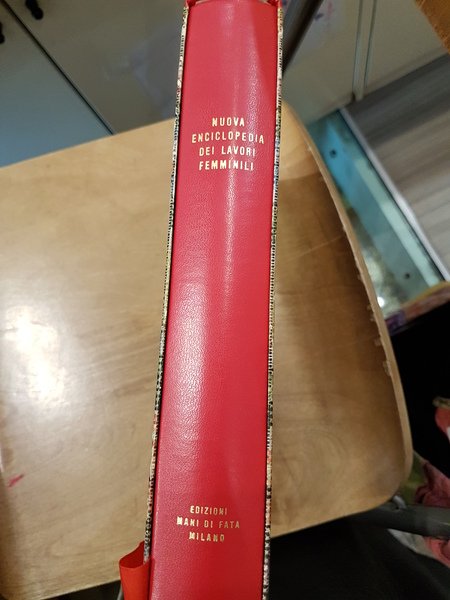 NUOVA
ENCICLOPEDIA
DEI LAVORI
FEMMINILI
EDIZIONI
MANI DI FATA
MILANO